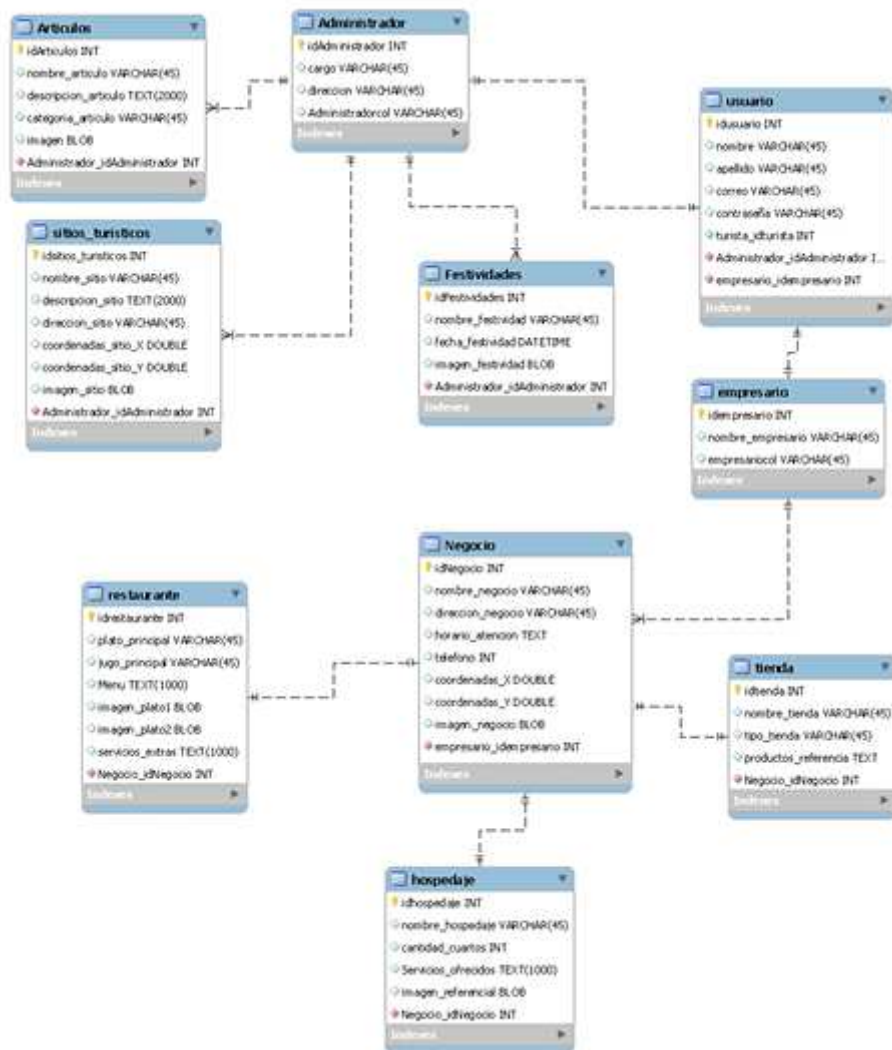 Articulos
idArticulos INT
nombre_articulo VARCHAR(45)
descripcion_articulo TEXT(2000)
categoria_articulo VARCHAR(45)
imagen BLOB
Administrador_idAdministrador INT
Indexes
Administrador
idAdministrador INT
cargo VARCHAR(45)
direccion VARCHAR(45)
Administradorcol VARCHAR(45)
Indexes
usuario
idusuario INT
nombre VARCHAR(45)
apellido VARCHAR(45)
correo VARCHAR(45)
contraseña VARCHAR(45)
turista_idturista INT
Administrador_idAdministrador I...
empresario_idempresario INT
Indexes
sitios_turisticos
idsitios_turisticos INT
nombre_sitio VARCHAR(45)
descripcion_sitio TEXT(2000)
direccion_sitio VARCHAR(45)
coordenadas_sitio_X DOUBLE
coordenadas_sitio_Y DOUBLE
imagen_sitio BLOB
Administrador_idAdministrador INT
Indexes
Festividades
idFestividades INT
nombre_festividad VARCHAR(45)
fecha_festividad DATETIME
imagen_festividad BLOB
Administrador_idAdministrador INT
Indexes
empresario
idempresario INT
nombre_empresario VARCHAR(45)
empresariocol VARCHAR(45)
Indexes
Negocio
idNegocio INT
nombre_negocio VARCHAR(45)
direccion_negocio VARCHAR(45)
horario_atencion TEXT
telefono INT
coordenadas_X DOUBLE
coordenadas_Y DOUBLE
imagen_negocio BLOB
empresario_idempresario INT
Indexes
restaurante
idrestaurante INT
plato_principal VARCHAR(45)
jugo_principal VARCHAR(45)
Menu TEXT(1000)
imagen_plato1 BLOB
imagen_plato2 BLOB
servicios_extras TEXT(1000)
Negocio_idNegocio INT
Indexes
tienda
idtienda INT
nombre_tienda VARCHAR(45)
tipo_tienda VARCHAR(45)
productos_referencia TEXT
Negocio_idNegocio INT
Indexes
hospedaje
idhospedaje INT
nombre_hospedaje VARCHAR(45)
cantidad_cuartos INT
Servicios_ofrecidos TEXT(1000)
imagen_referencial BLOB
Negocio_idNegocio INT
Indexes